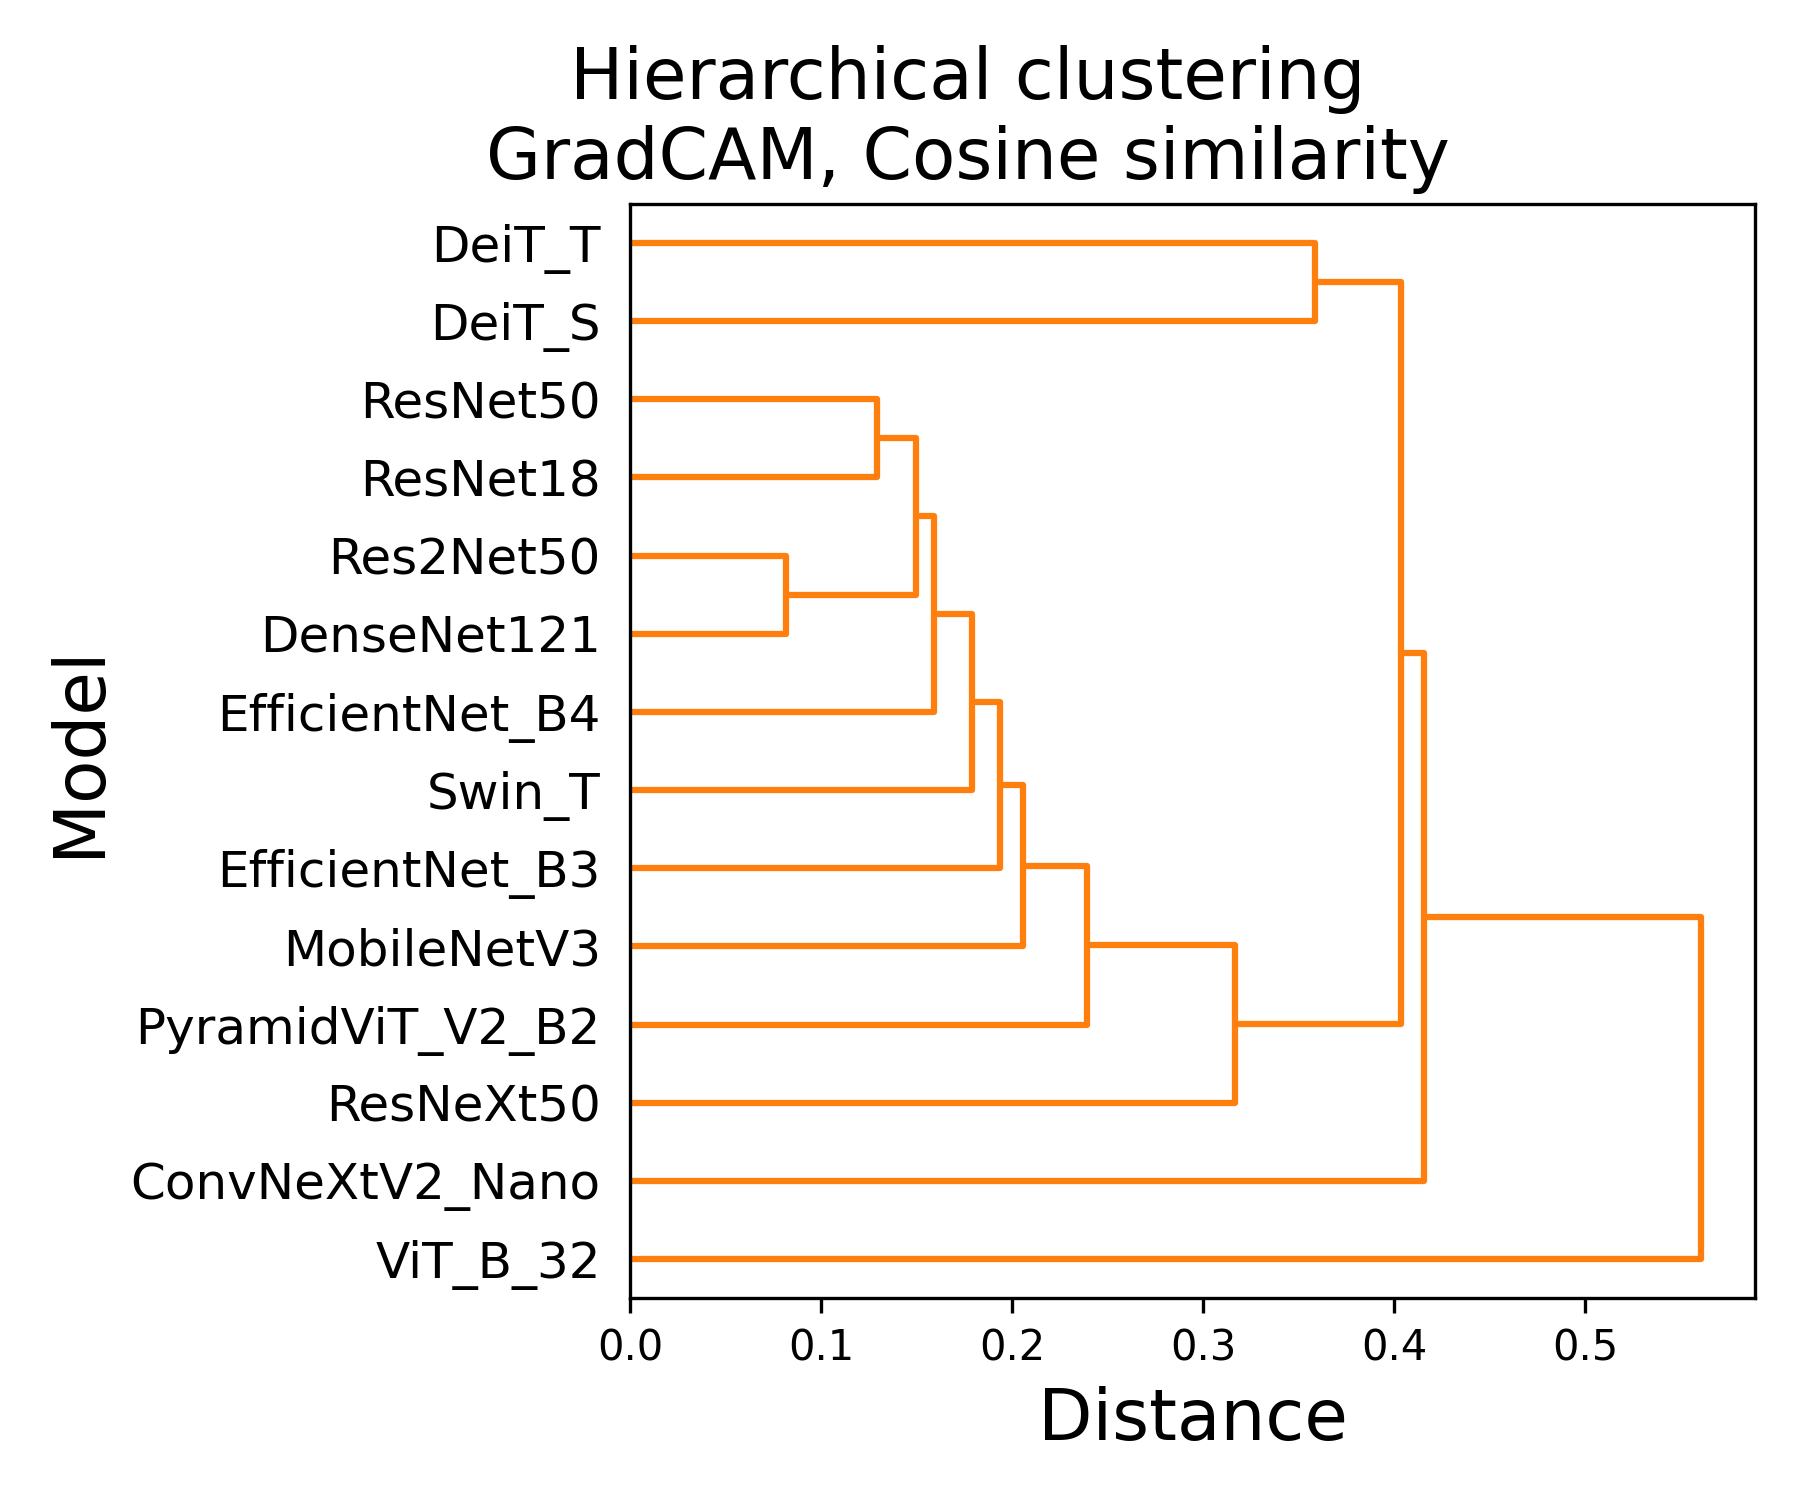 Hierarchical clustering
GradCAM, Cosine similarity
DeiT_T
DeiT_S
ResNet50
ResNet18
Res2Net50
DenseNet121
EfficientNet_B4
Swin_T
EfficientNet_B3
MobileNetV3
PyramidViT_V2_B2
ResNeXt50
ConvNeXtV2_Nano
ViT_B_32
Model
0.0 0.1 0.2 0.3 0.4 0.5
Distance